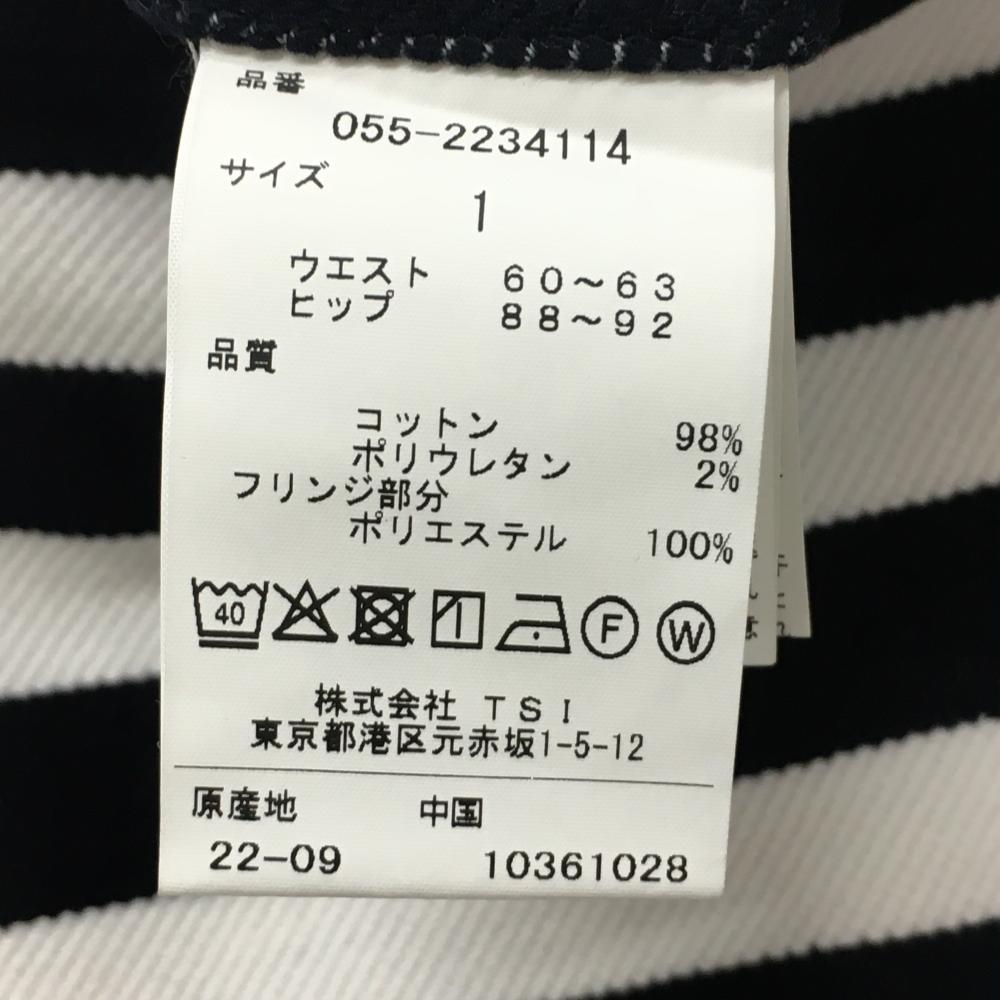 品番
055-2234114
サイズ
1
ウエスト 60～63
ヒップ 88～92
品質
コットン 98%
ポリウレタン 2%
フリンジ部分
ポリエステル 100%
40 F W
株式会社 TSI
東京都港区元赤坂1-5-12
原産地 中国
22-09 10361028